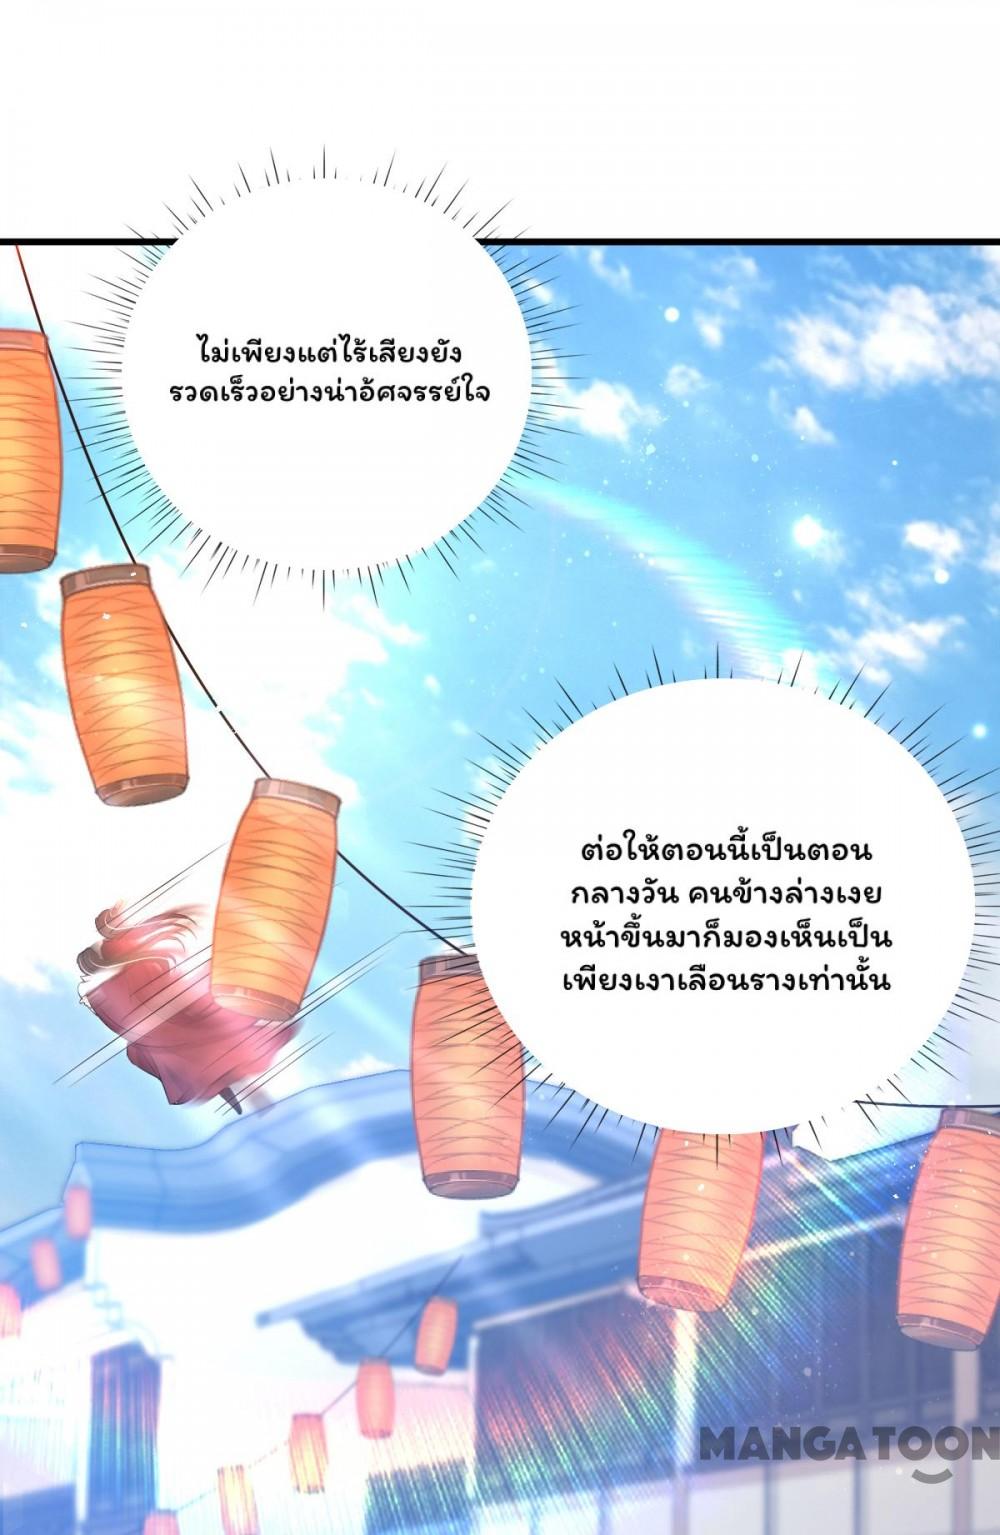 ไม่เพียงแต่ไร้เสียงยัง
รวดเร็วอย่างน่าอัศจรรย์ใจ
ต่อให้ตอนนี้เป็นตอน
กลางวัน คนข้างล่างเงย
หน้าขึ้นมาก็มองเห็นเป็น
เพียงเงาเลือนรางเท่านั้น
MANGATOON